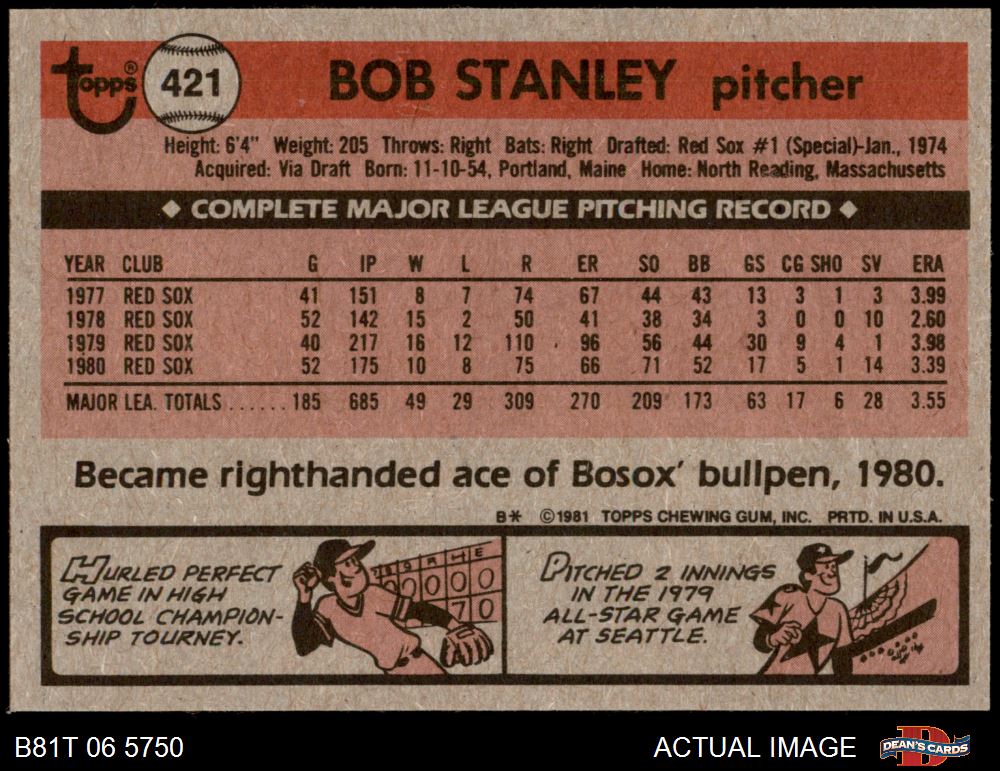 Topps® 421 BOB STANLEY pitcher
Height: 6'4" Weight: 205 Throws: Right Bats: Right Drafted: Red Sox #1 (Special)-Jan., 1974
Acquired: Via Draft Born: 11-10-54, Portland, Maine Home: North Reading, Massachusetts
◆ COMPLETE MAJOR LEAGUE PITCHING RECORD ◆
YEAR CLUB G IP W L R ER SO BB GS CG SHO SV ERA
1977 RED SOX 41 151 8 7 74 67 44 43 13 3 1 3 3.99
1978 RED SOX 52 142 15 2 50 41 38 34 3 0 0 10 2.60
1979 RED SOX 40 217 16 12 110 96 56 44 30 9 4 1 3.98
1980 RED SOX 52 175 10 8 75 66 71 52 17 5 1 14 3.39
MAJOR LEA. TOTALS ...... 185 685 49 29 309 270 209 173 63 17 6 28 3.55
Became righthanded ace of Bosox' bullpen, 1980.
B* ©1981 TOPPS CHEWING GUM, INC. PRTD. IN U.S.A.
HURLED PERFECT
GAME IN HIGH
SCHOOL CHAMPION-
SHIP TOURNEY.
9 R H E
0 0 0 0 0
7 0
PITCHED 2 INNINGS
IN THE 1979
ALL-STAR GAME
AT SEATTLE.
B81T 06 5750 ACTUAL IMAGE DEAN'S CARDS